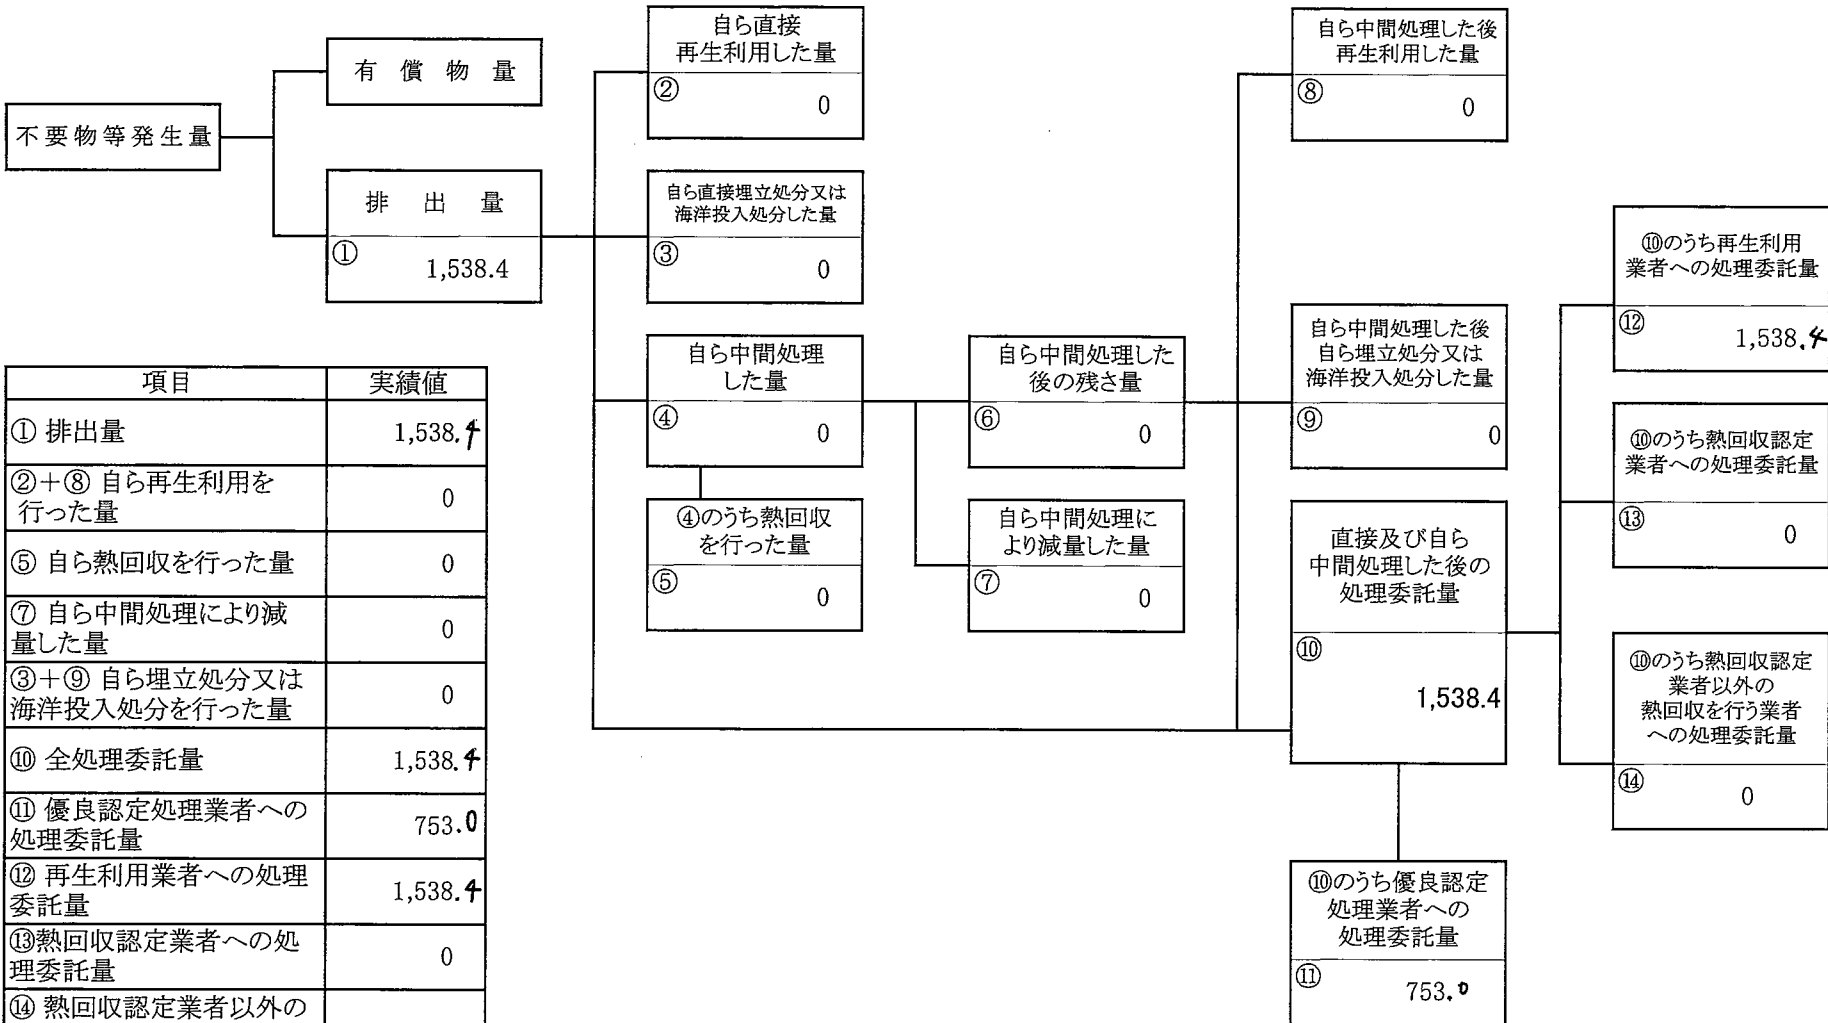 不要物等発生量
有償物量
排出量
① 1,538.4
自ら直接
再生利用した量
② 0
自ら直接埋立処分又は
海洋投入処分した量
③ 0
自ら中間処理
した量
④ 0
④のうち熱回収
を行った量
⑤ 0
自ら中間処理した
後の残さ量
⑥ 0
自ら中間処理に
より減量した量
⑦ 0
自ら中間処理した後
再生利用した量
⑧ 0
自ら中間処理した後
自ら埋立処分又は
海洋投入処分した量
⑨ 0
直接及び自ら
中間処理した後の
処理委託量
⑩
1,538.4
⑩のうち優良認定
処理業者への
処理委託量
⑪ 753.0
⑩のうち再生利用
業者への処理委託量
⑫ 1,538.4
⑩のうち熱回収認定
業者への処理委託量
⑬ 0
⑩のうち熱回収認定
業者以外の
熱回収を行う業者
への処理委託量
⑭ 0
項目 実績値
① 排出量 1,538.4
②+⑧ 自ら再生利用を
行った量 0
⑤ 自ら熱回収を行った量 0
⑦ 自ら中間処理により減
量した量 0
③+⑨ 自ら埋立処分又は
海洋投入処分を行った量 0
⑩ 全処理委託量 1,538.4
⑪ 優良認定処理業者への
処理委託量 753.0
⑫ 再生利用業者への処理
委託量 1,538.4
⑬熱回収認定業者への処
理委託量 0
⑭ 熱回収認定業者以外の